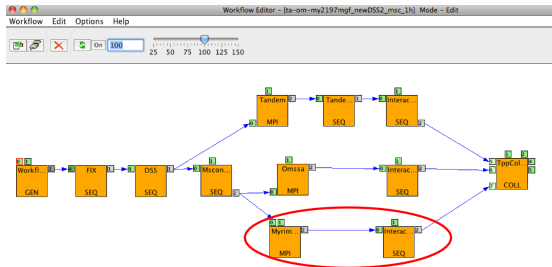 Workflow Editor – [ta-om-my2197mgf_newDSS2_msc_1h] Mode – Edit
Workflow Edit Options Help
On 100
25 50 75 100 125 150
Tandem MPI
Tande... SEQ
Interac... SEQ
Workfl... GEN
FIX SEQ
DSS SEQ
Mscon... SEQ
Omssa MPI
Interac... SEQ
TppCol... COLL
Myrim... MPI
Interac... SEQ